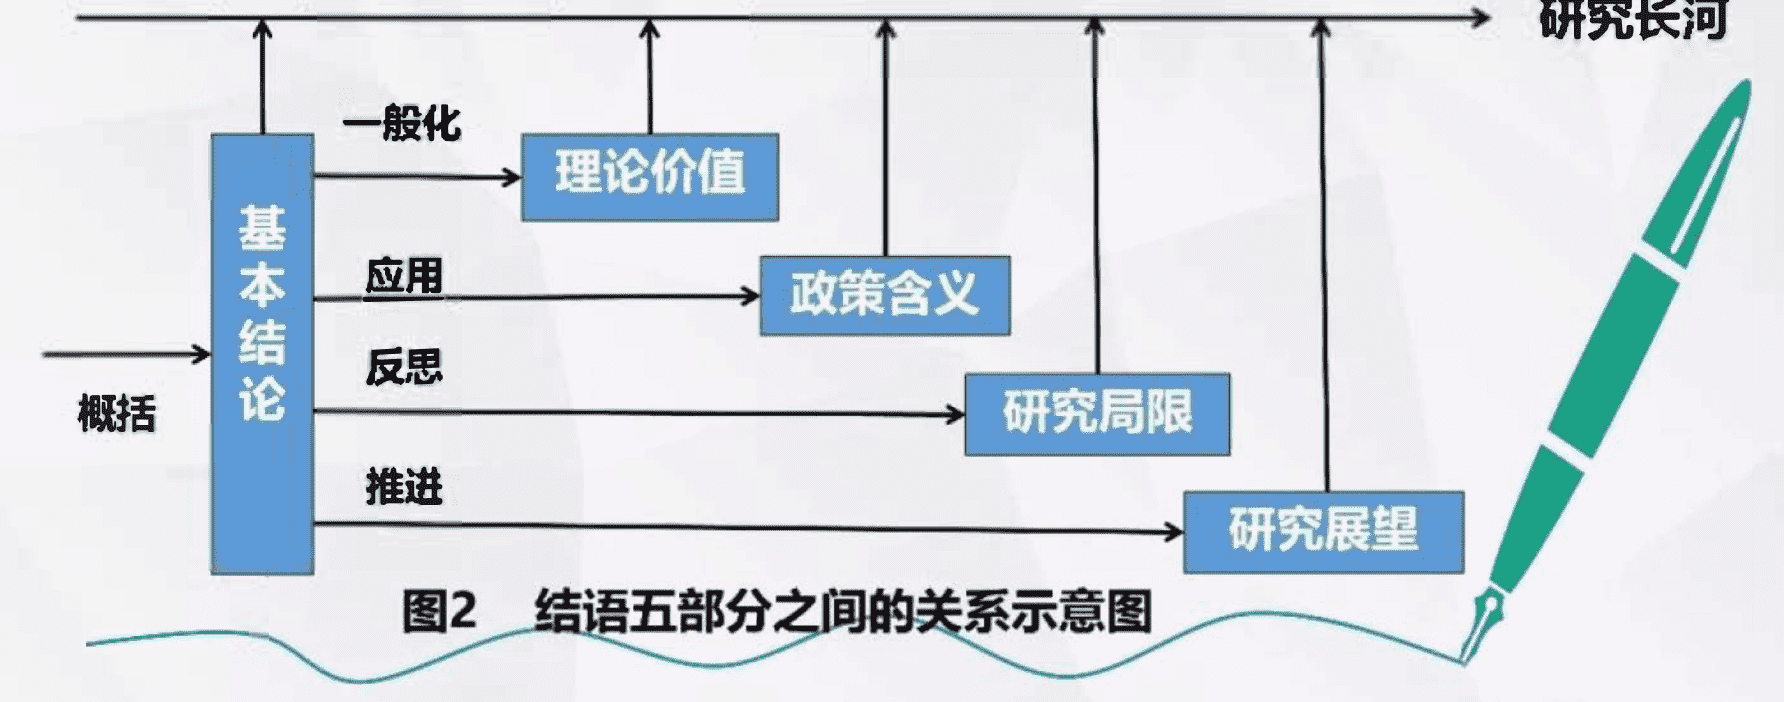 研究长河
一般化
理论价值
基本结论
应用
政策含义
反思
概括
研究局限
推进
研究展望
图2 结语五部分之间的关系示意图